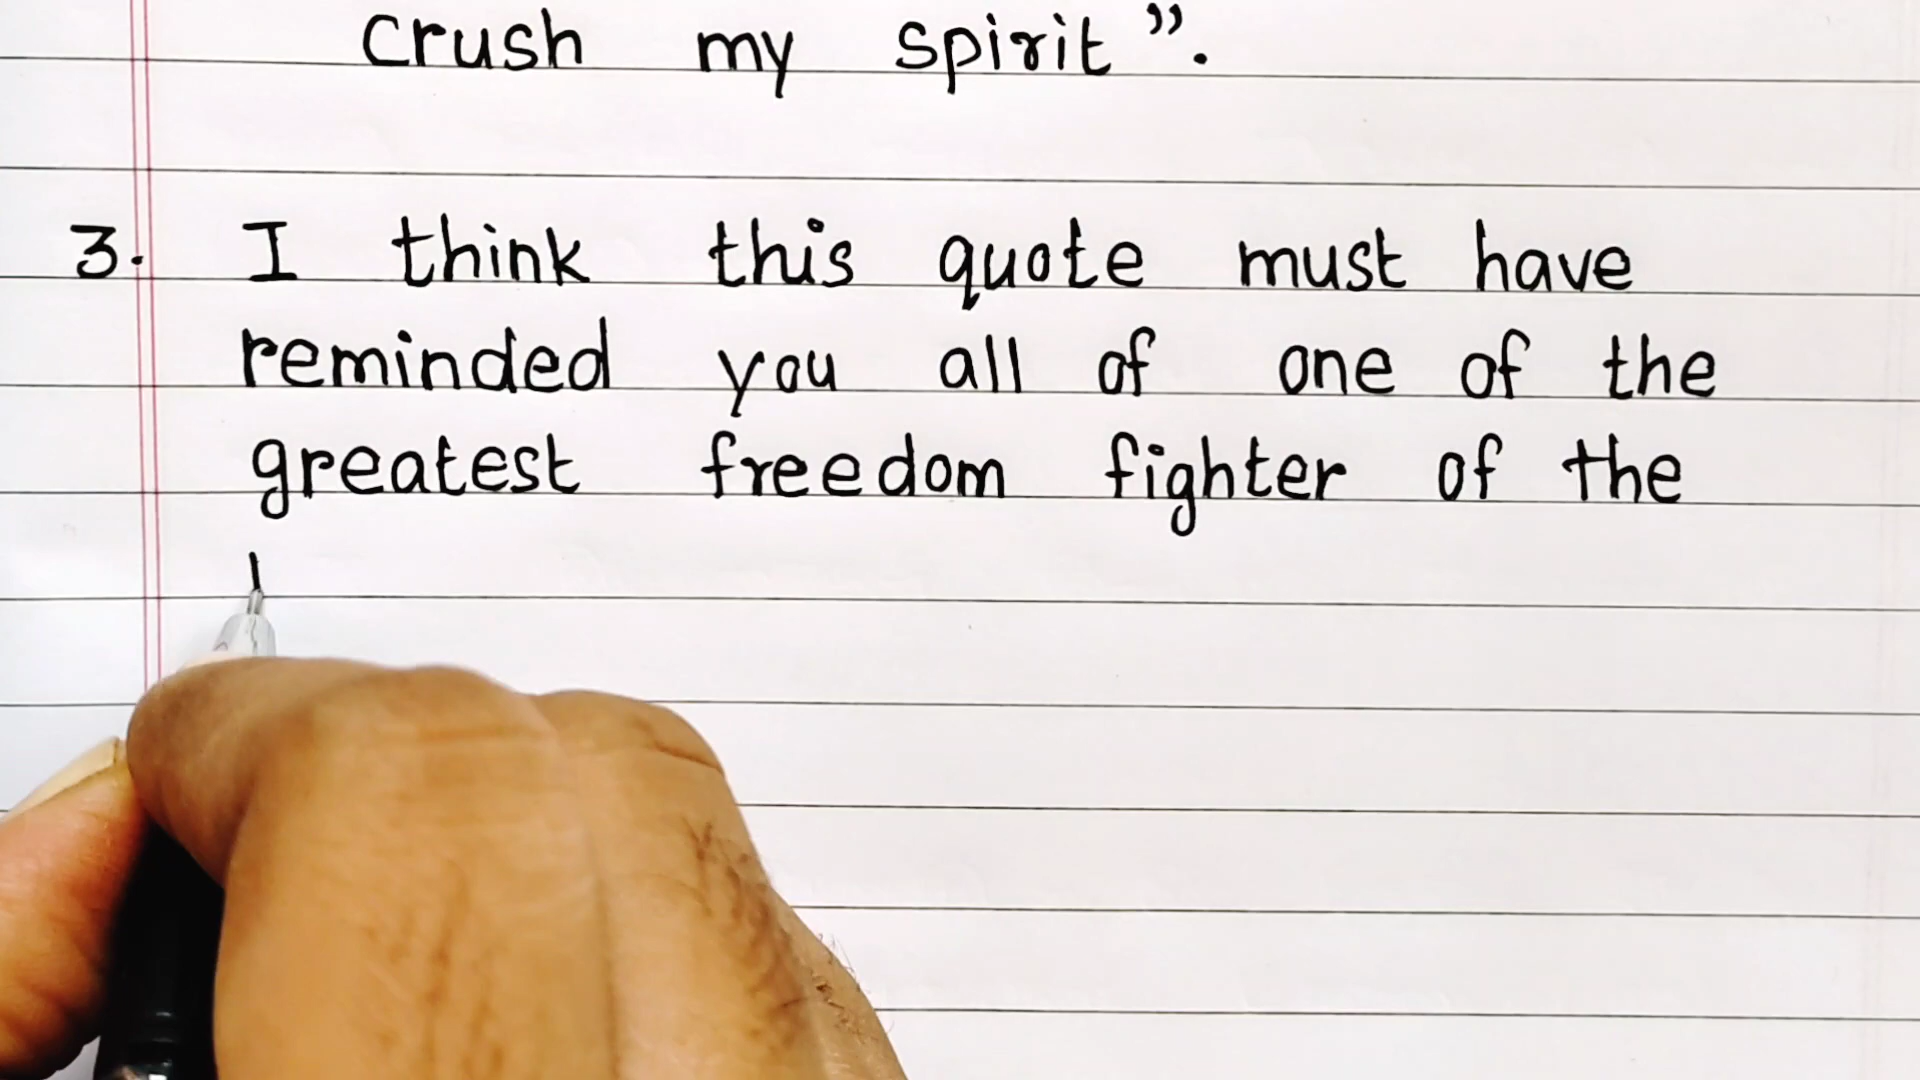 crush my spirit”.
3. I think this quote must have
reminded you all of one of the
greatest freedom fighter of the